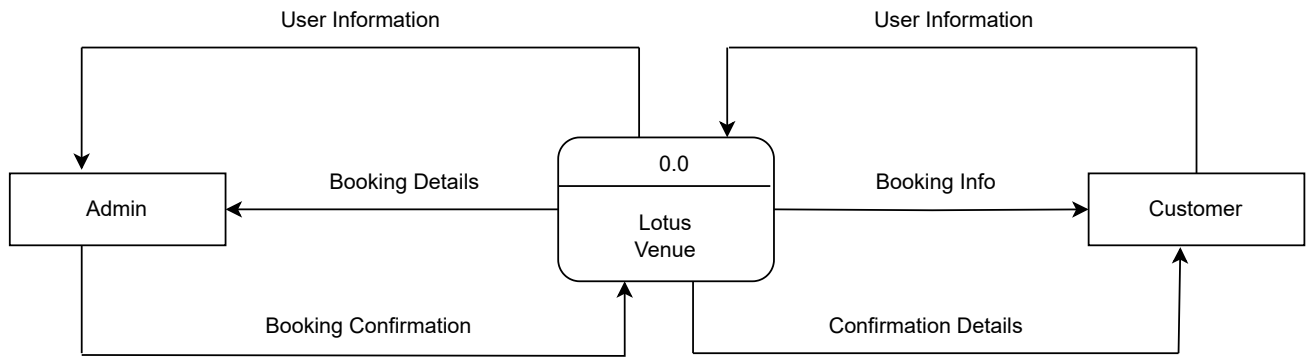 User Information
User Information
0.0
Booking Details
Booking Info
Admin
Lotus
Venue
Customer
Booking Confirmation
Confirmation Details